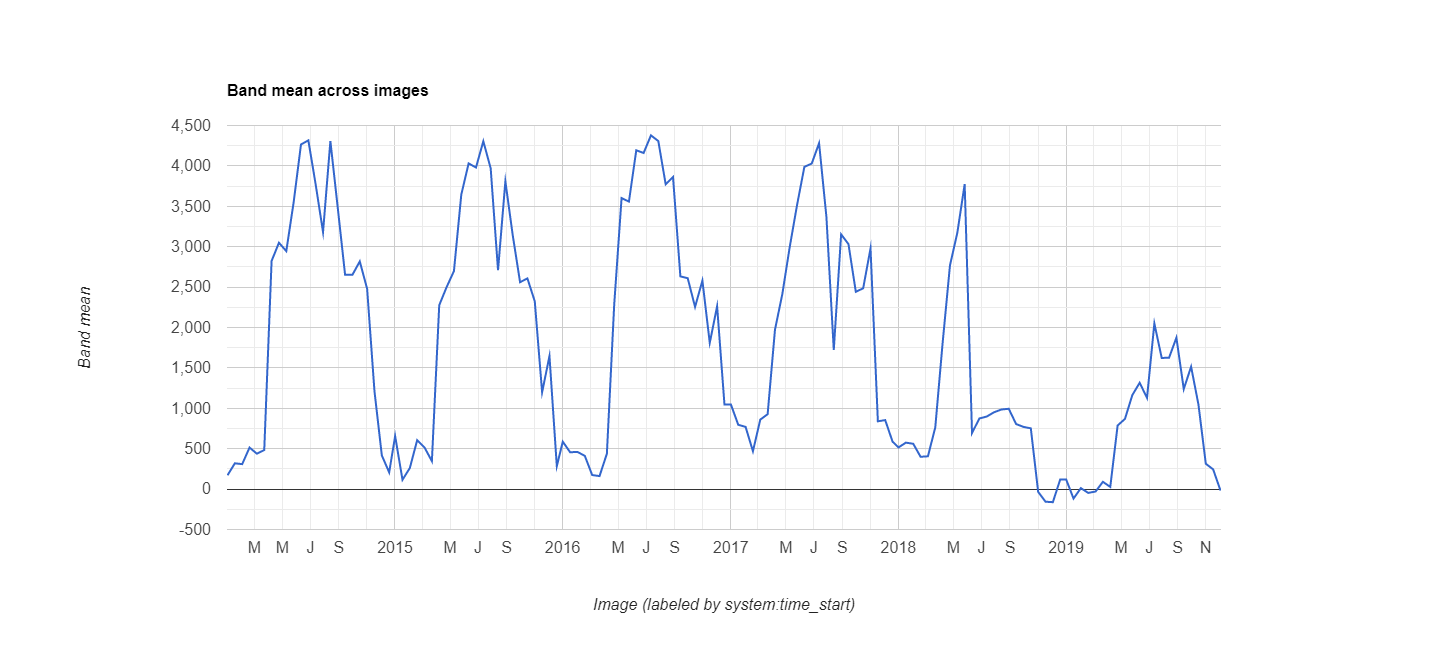 Band mean across images
4,500
4,000
3,500
3,000
2,500
2,000
1,500
1,000
500
0
-500
Band mean
M M J S 2015 M J S 2016 M J S 2017 M J S 2018 M J S 2019 M J S N
Image (labeled by system:time_start)